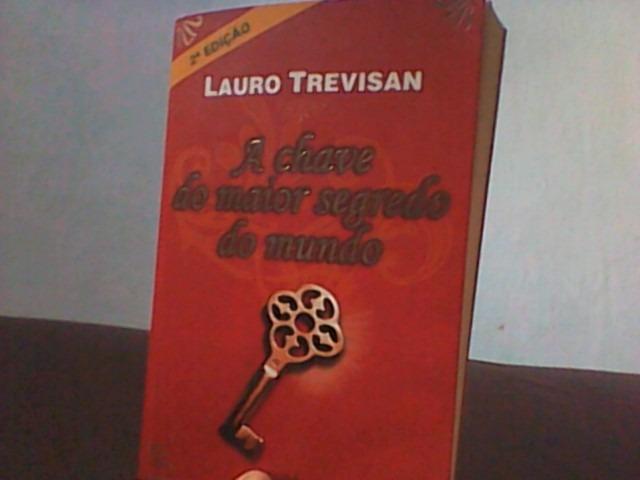 2ª EDIÇÃO
LAURO TREVISAN
A chave
do maior segredo
do mundo